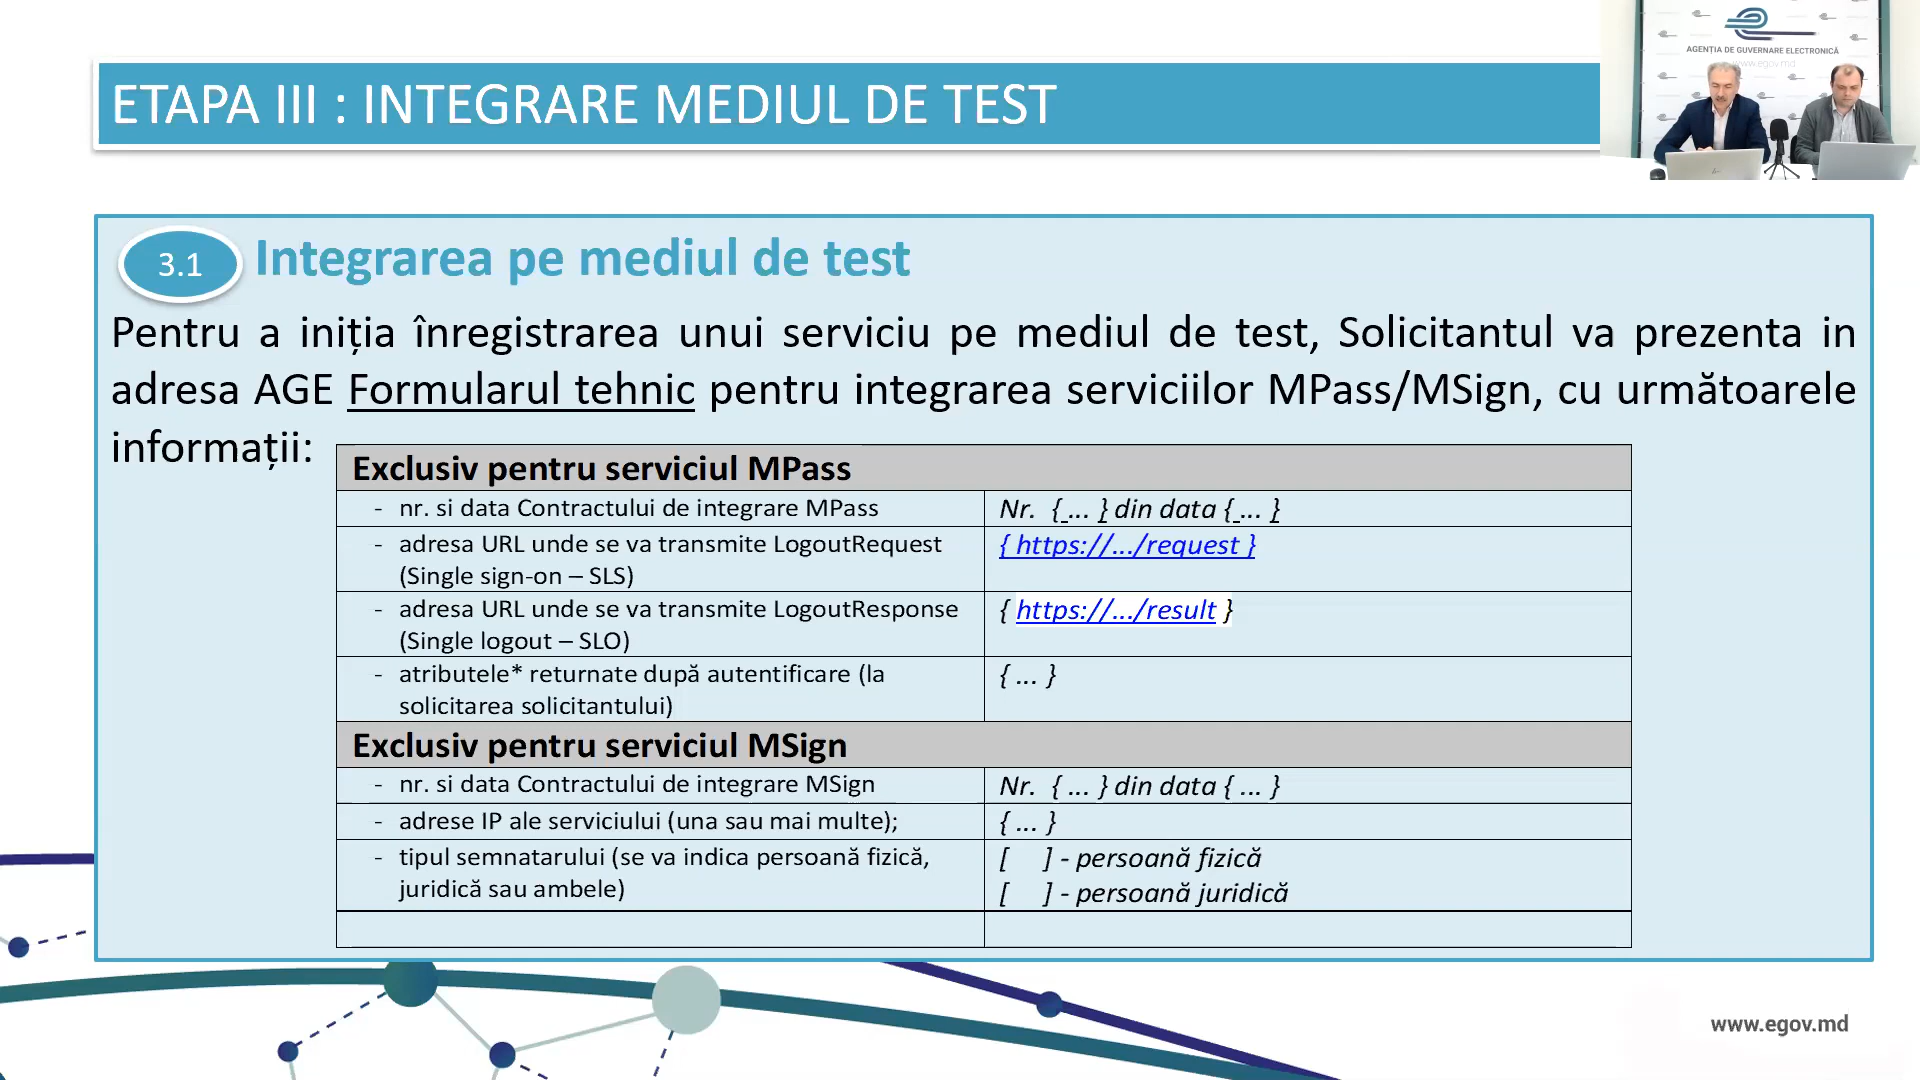 ETAPA III : INTEGRARE MEDIUL DE TEST
AGENȚIA DE GUVERNARE ELECTRONICĂ
www.egov.md
3.1
Integrarea pe mediul de test
Pentru a iniția înregistrarea unui serviciu pe mediul de test, Solicitantul va prezenta in
adresa AGE Formularul tehnic pentru integrarea serviciilor MPass/MSign, cu următoarele
informații:
Exclusiv pentru serviciul MPass
- nr. si data Contractului de integrare MPass
Nr. { ... } din data { ... }
- adresa URL unde se va transmite LogoutRequest
(Single sign-on – SLS)
{ https://.../request }
- adresa URL unde se va transmite LogoutResponse
(Single logout – SLO)
{ https://.../result }
- atributele* returnate după autentificare (la
solicitarea solicitantului)
{ ... }
Exclusiv pentru serviciul MSign
- nr. si data Contractului de integrare MSign
Nr. { ... } din data { ... }
- adrese IP ale serviciului (una sau mai multe);
{ ... }
- tipul semnatarului (se va indica persoană fizică,
juridică sau ambele)
[ ] - persoană fizică
[ ] - persoană juridică
www.egov.md